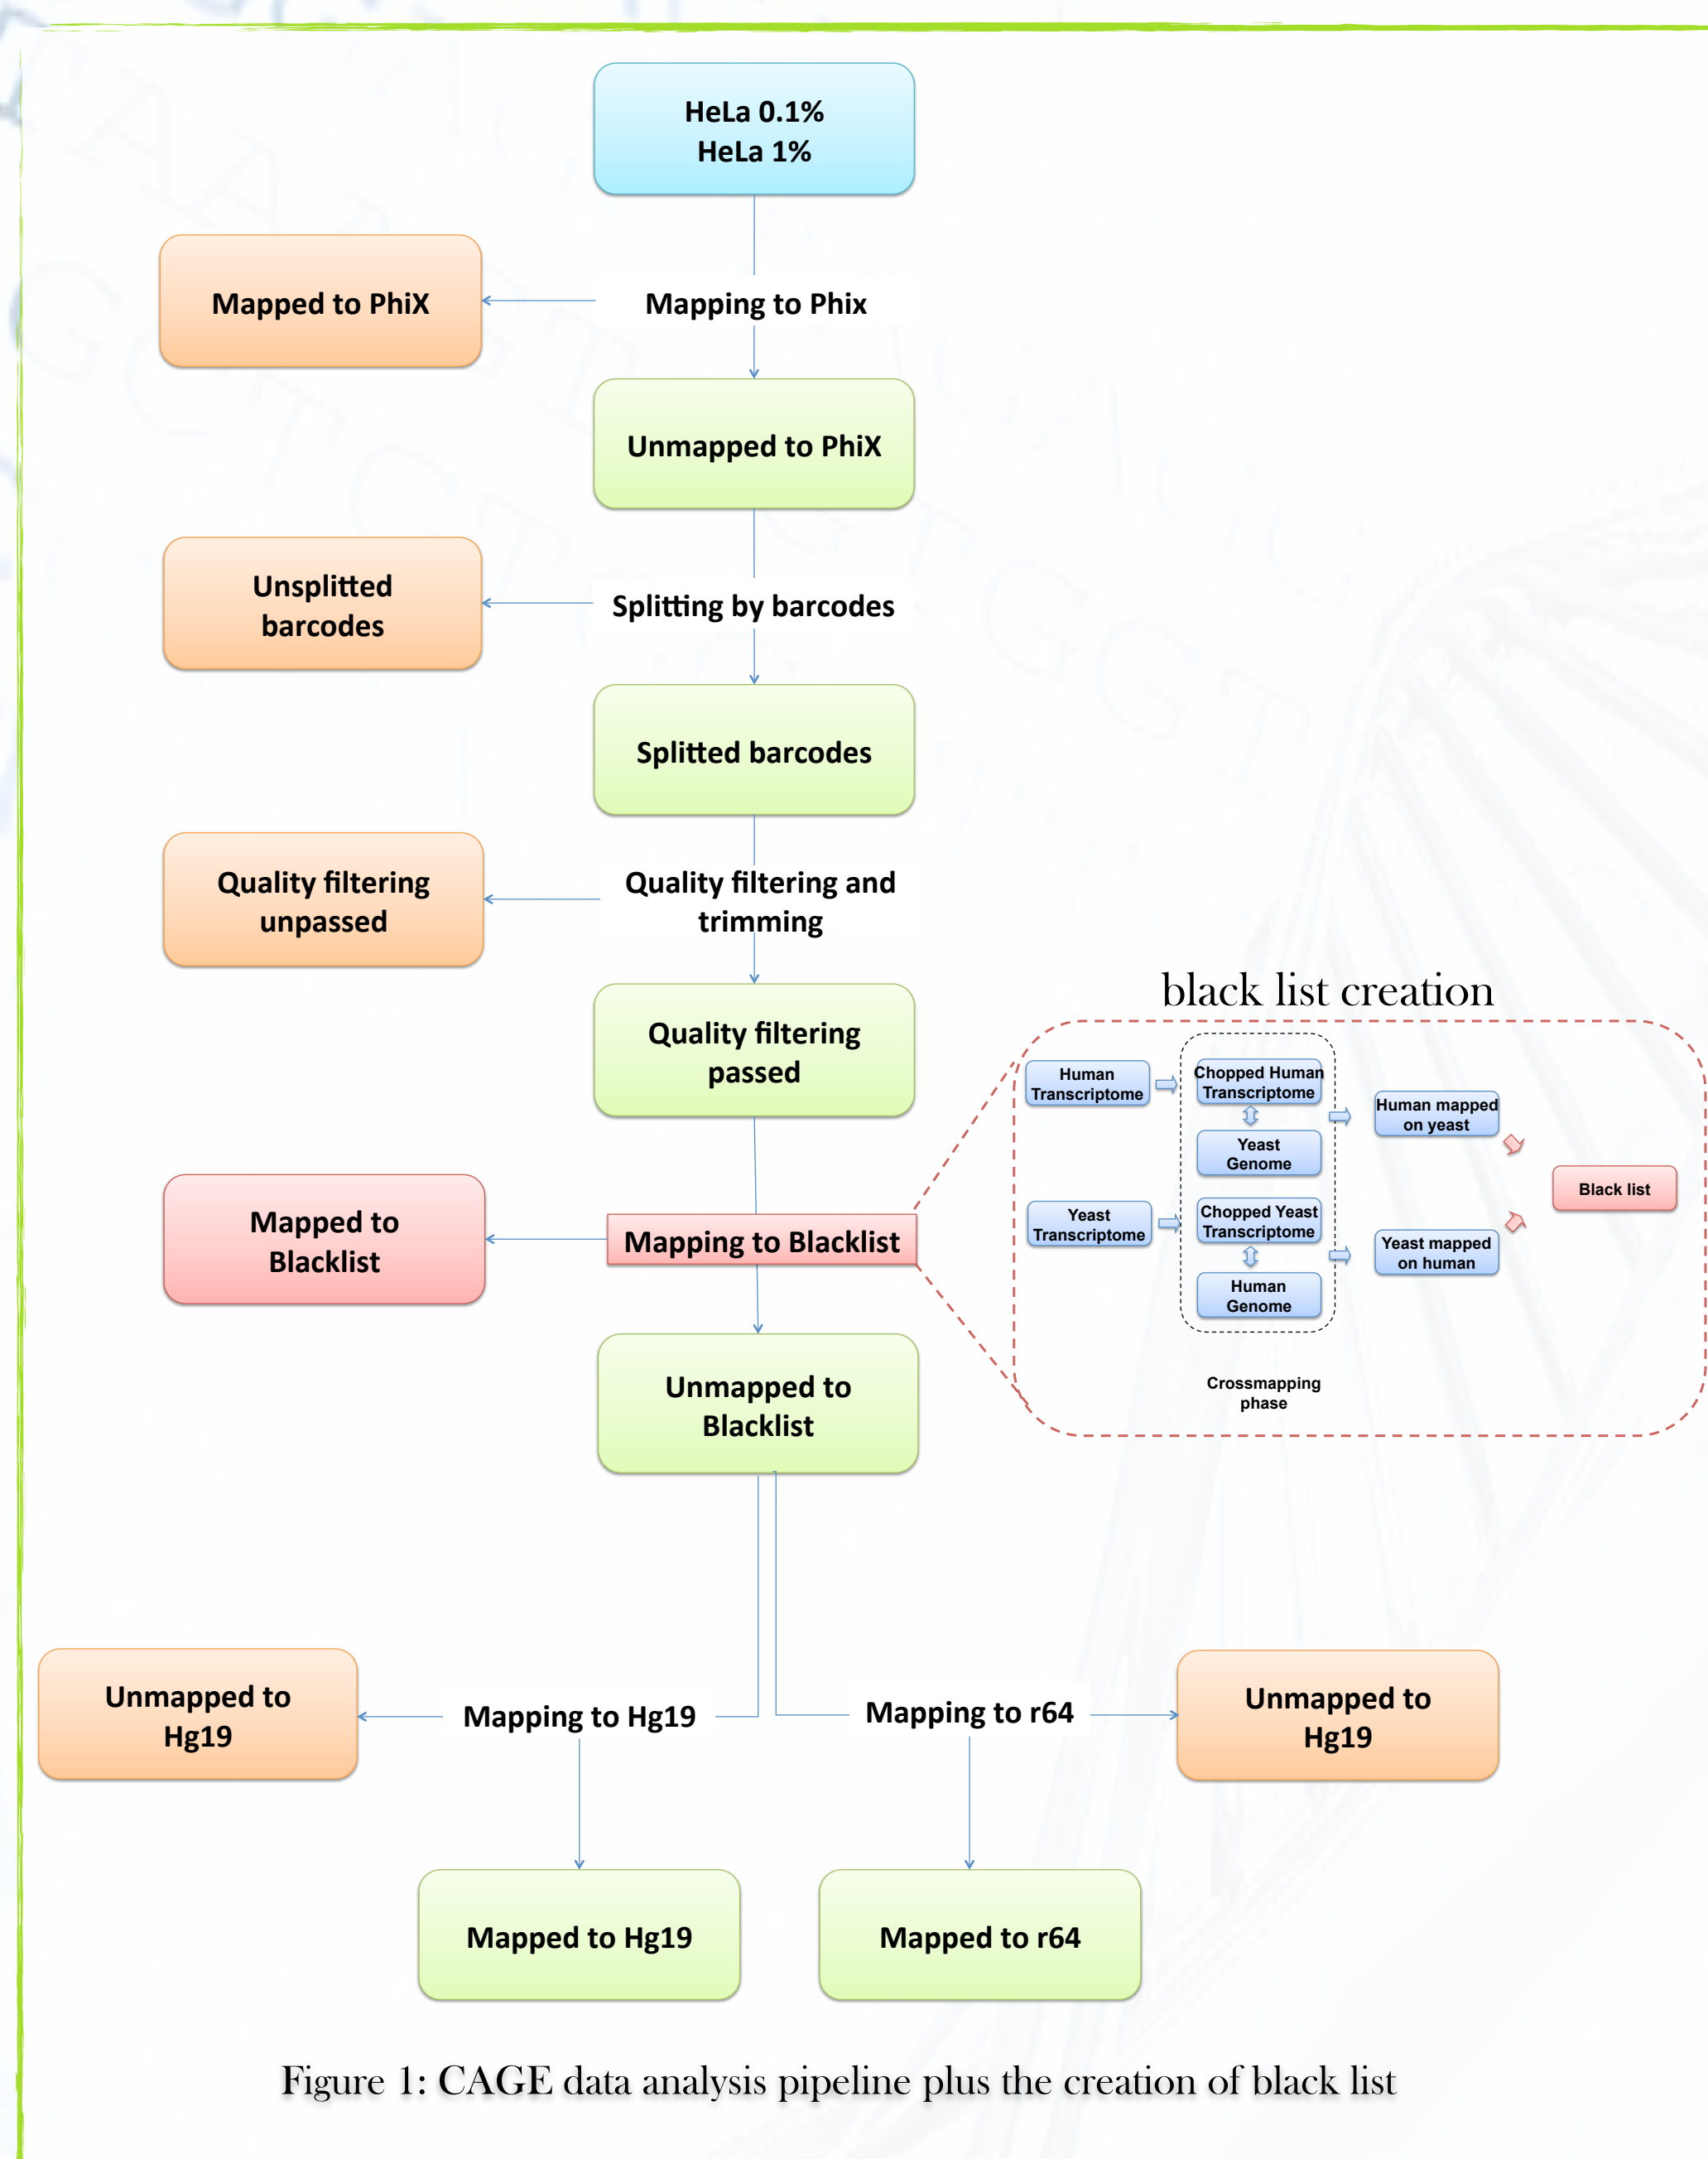 HeLa 0.1%
HeLa 1%
Mapped to PhiX
Mapping to Phix
Unmapped to PhiX
Unsplitted
barcodes
Splitting by barcodes
Splitted barcodes
Quality filtering
unpassed
Quality filtering and
trimming
Quality filtering
passed
Mapped to
Blacklist
Mapping to Blacklist
Unmapped to
Blacklist
black list creation
Human
Transcriptome
Chopped Human
Transcriptome
Yeast
Genome
Human mapped
on yeast
Yeast
Transcriptome
Chopped Yeast
Transcriptome
Human
Genome
Yeast mapped
on human
Black list
Crossmapping
phase
Unmapped to
Hg19
Mapping to Hg19
Mapping to r64
Unmapped to
Hg19
Mapped to Hg19
Mapped to r64
Figure 1: CAGE data analysis pipeline plus the creation of black list